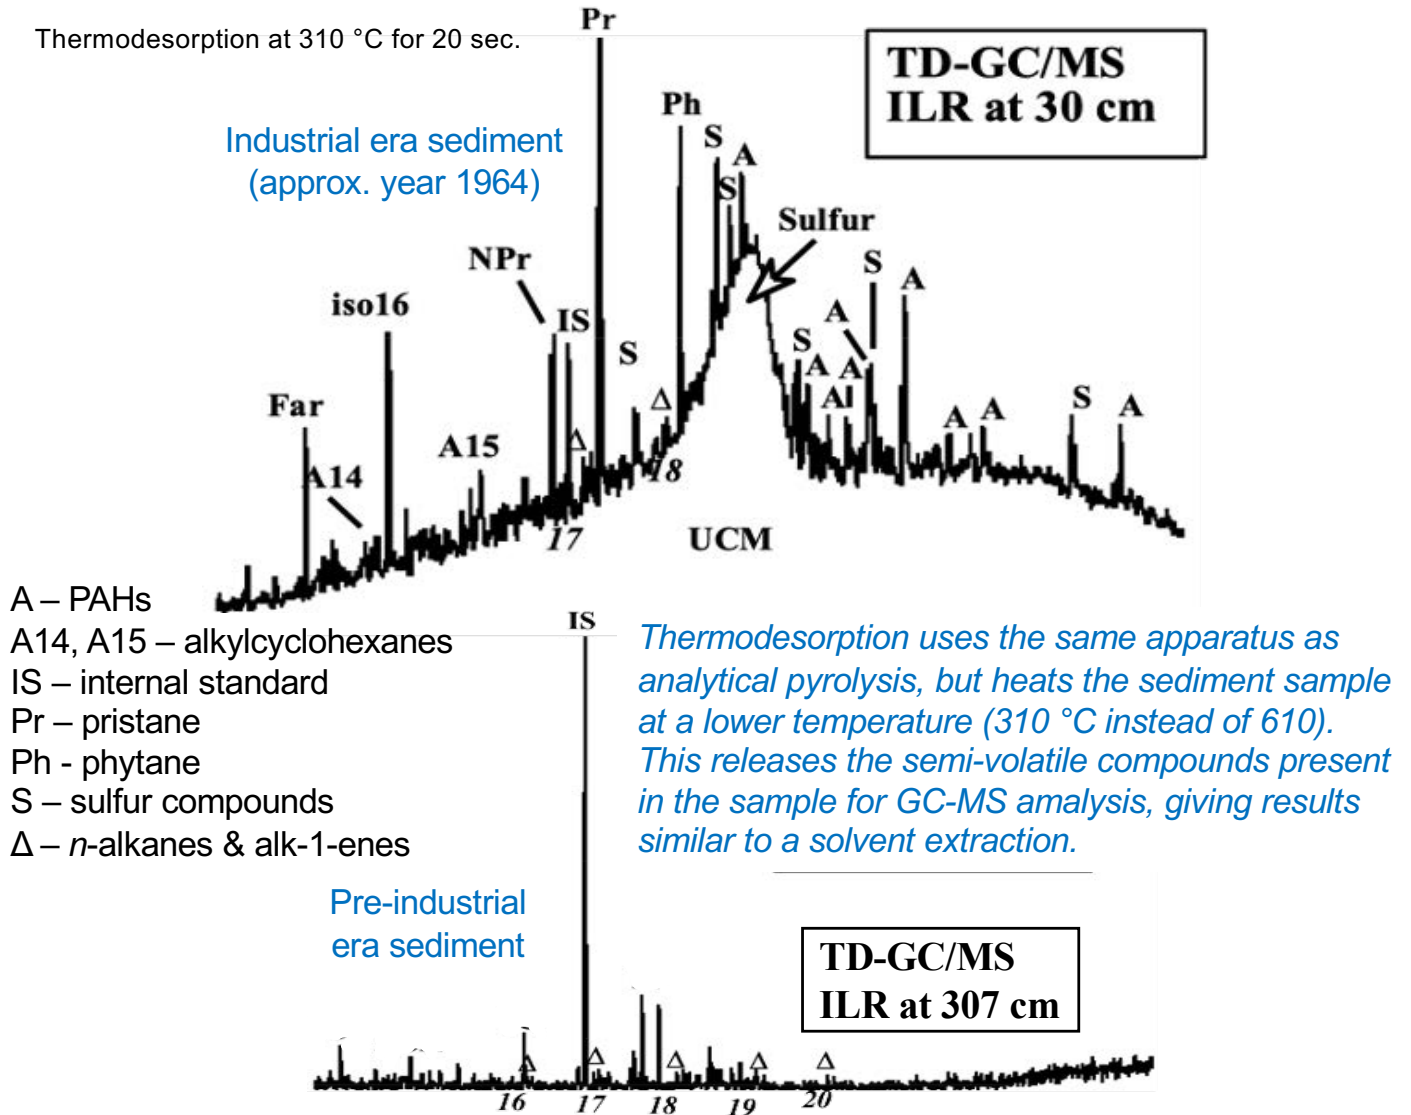 Thermodesorption at 310 °C for 20 sec.
Pr
TD-GC/MS
ILR at 30 cm
Ph
Industrial era sediment
(approx. year 1964)
S
A
S
Sulfur
NPr
S
A
iso16
IS
A
S
S
A
A
Far
Δ
A
A
A
S
A
A15
Δ
A14
18
17
UCM
A – PAHs
A14, A15 – alkylcyclohexanes
IS – internal standard
Pr – pristane
Ph - phytane
S – sulfur compounds
Δ – n-alkanes & alk-1-enes
IS
Thermodesorption uses the same apparatus as
analytical pyrolysis, but heats the sediment sample
at a lower temperature (310 °C instead of 610).
This releases the semi-volatile compounds present
in the sample for GC-MS amalysis, giving results
similar to a solvent extraction.
Pre-industrial
era sediment
TD-GC/MS
ILR at 307 cm
Δ
Δ
Δ
Δ
Δ
16
17
18
19
20